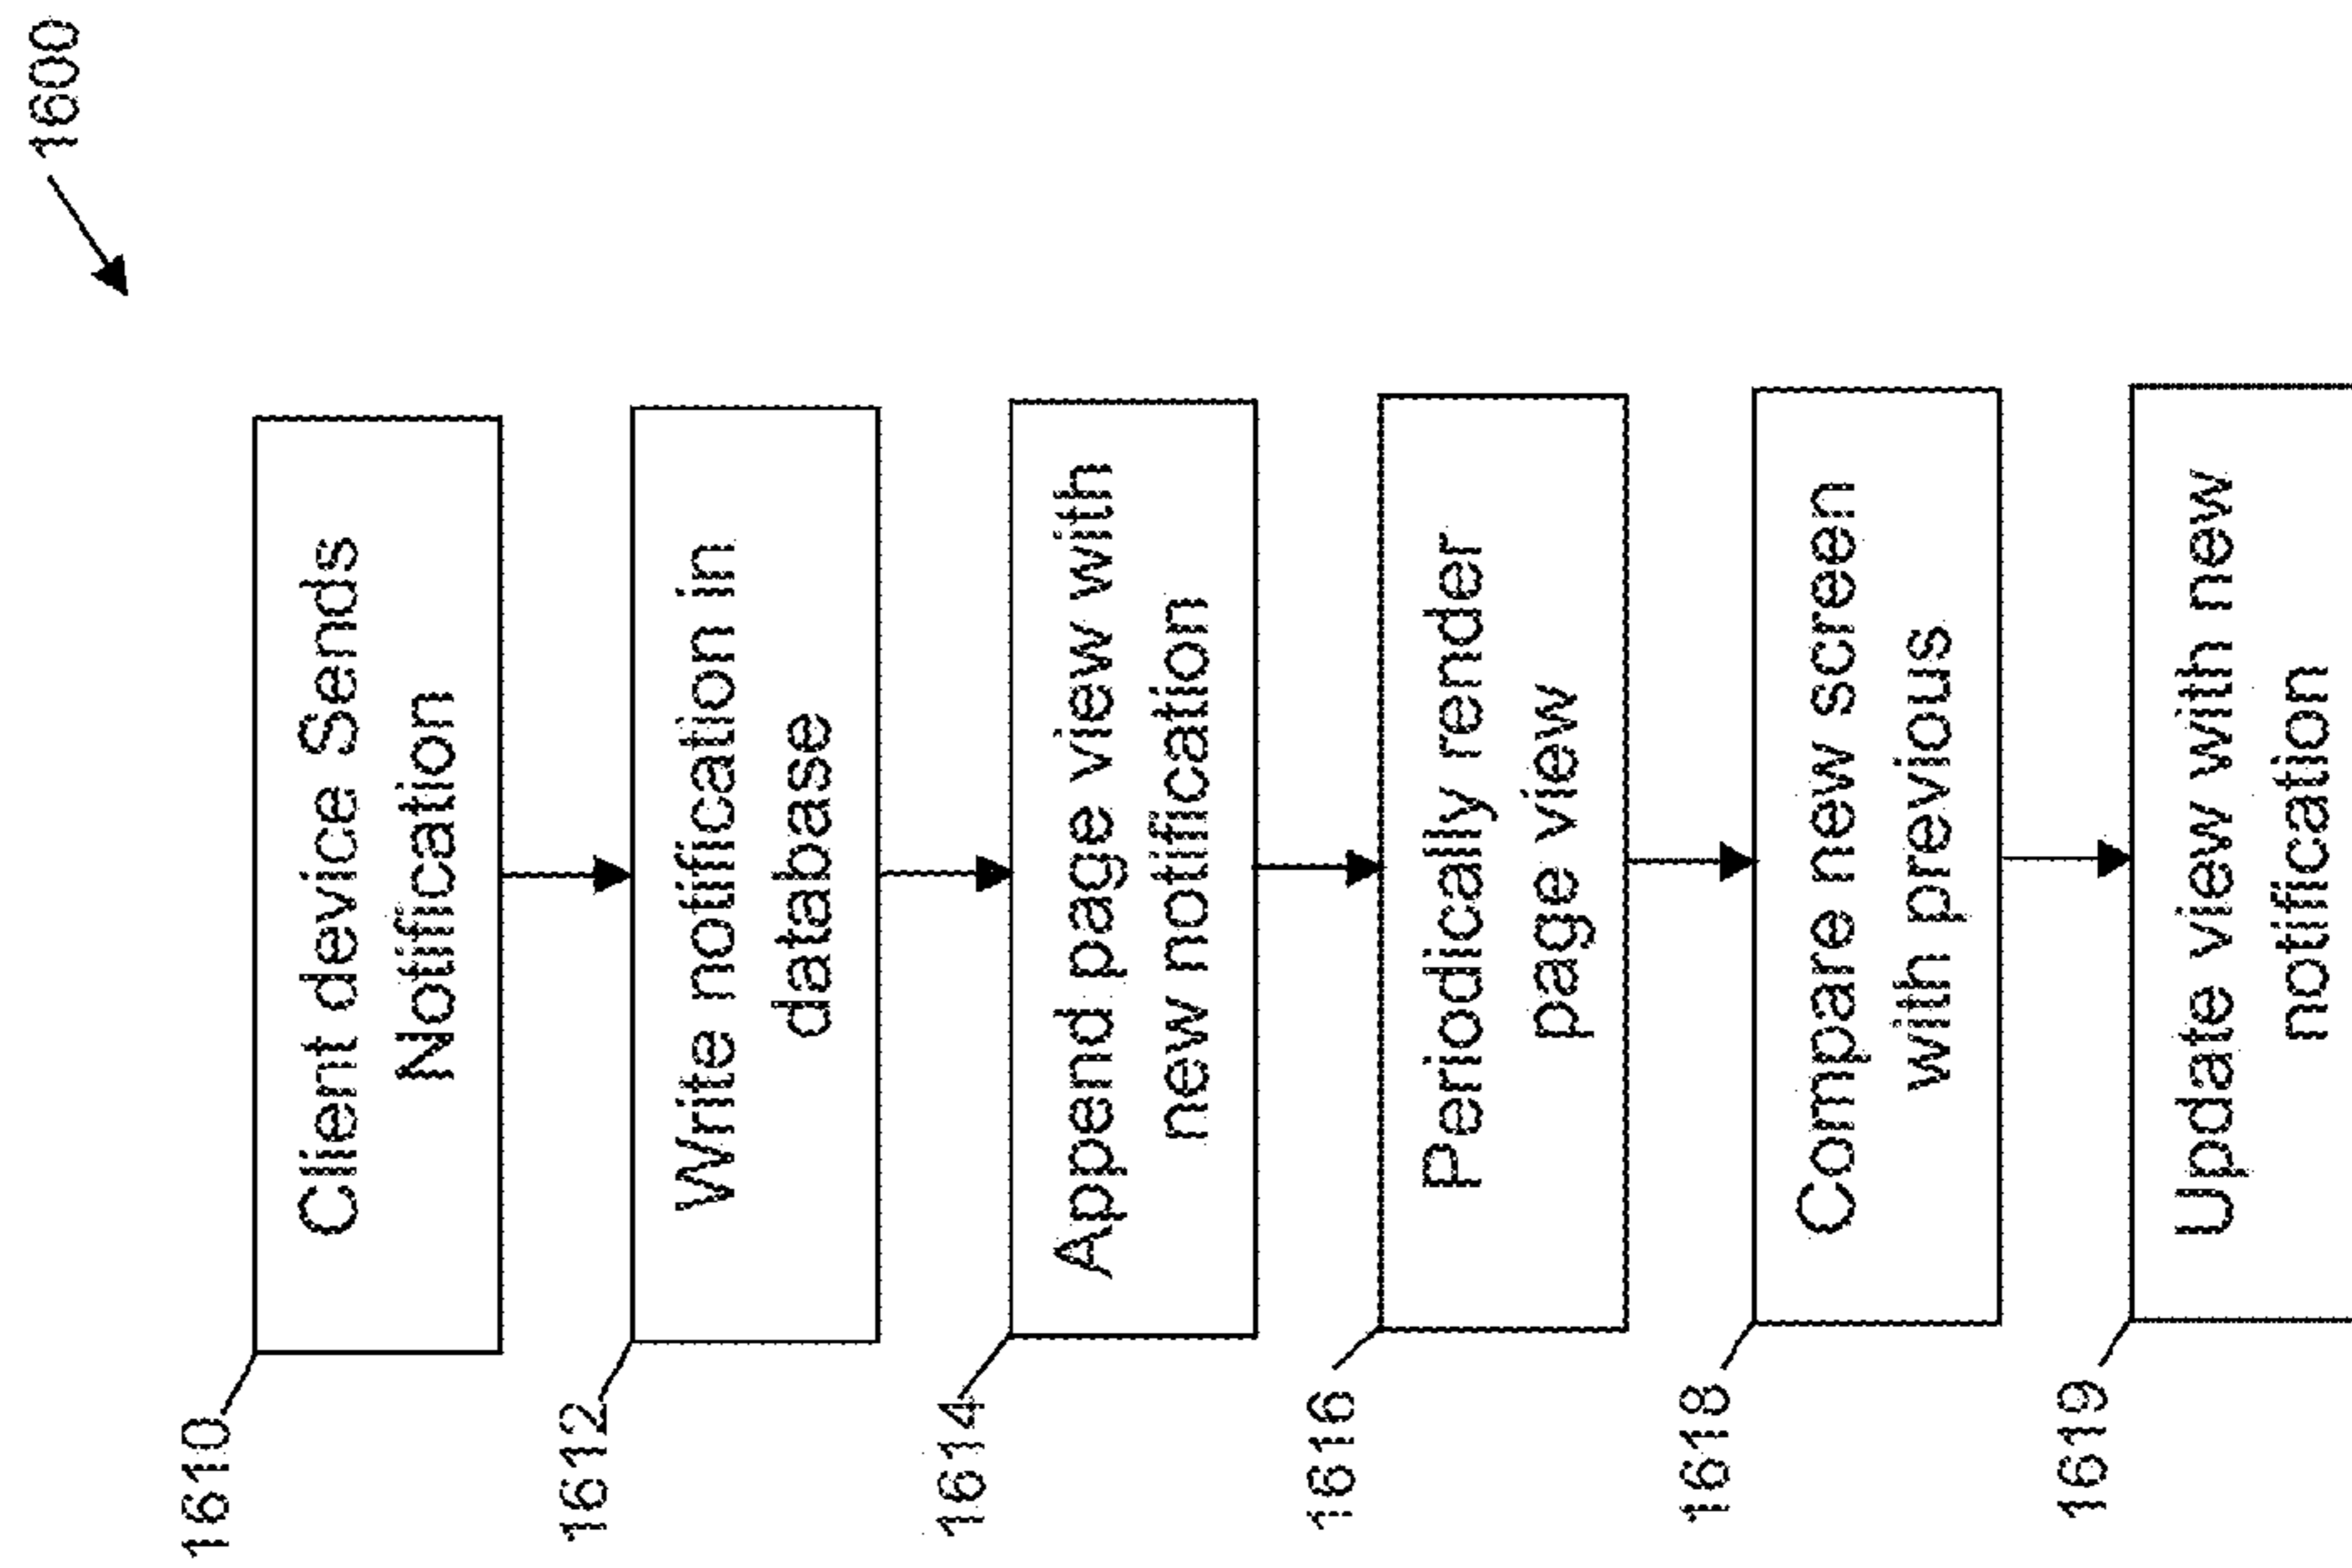 1600
1610
Client device Sends
Notification
1612
Write notification in
database
1614
Append page view with
new notification
1616
Periodically render
page view
1618
Compare new screen
with previous
1619
Update view with new
notification